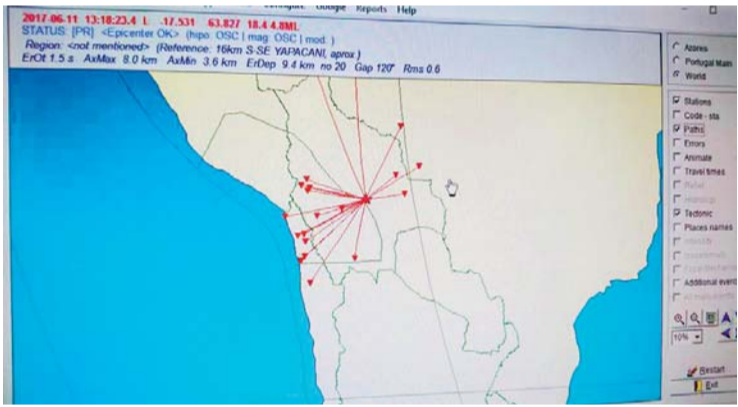 Google Reports Help
2017-06-11 13:18:23.4 L -17.531 63.827 18.4 4.8ML
STATUS: [PR] <Epicenter OK> (hipo. OSC | mag. OSC | mod. )
Region: <not mentioned> (Reference: 16km S-SE YAPACANI, aprox.)
ErOt 1.5 s AxMax 8.0 km AxMin 3.6 km ErDep 9.4 km no 20 Gap 120° Rms 0.6
Azores
Portugal Main
World
Stations
Code - sta
Paths
Errors
Animate
Travel times
Tectonic
Places names
Additional event
10%
Restart
Exit